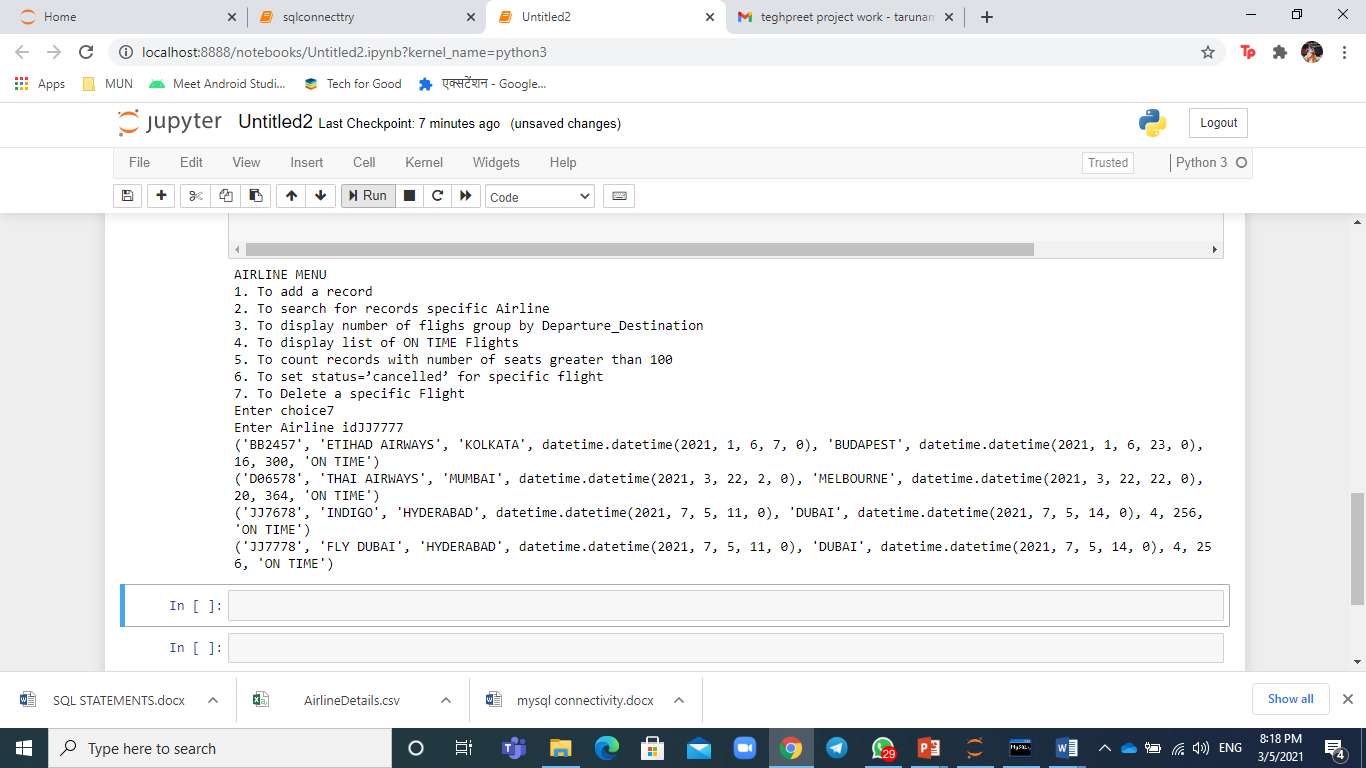 Home
sqlconnecttry
Untitled2
teghpreet project work - tarunam
localhost:8888/notebooks/Untitled2.ipynb?kernel_name=python3
Apps
MUN
Meet Android Studi...
Tech for Good
एक्सटेंशन - Google...
jupyter Untitled2 Last Checkpoint: 7 minutes ago (unsaved changes)
Logout
File Edit View Insert Cell Kernel Widgets Help
Trusted
Python 3
Run
Code
AIRLINE MENU
1. To add a record
2. To search for records specific Airline
3. To display number of flighs group by Departure_Destination
4. To display list of ON TIME Flights
5. To count records with number of seats greater than 100
6. To set status=’cancelled’ for specific flight
7. To Delete a specific Flight
Enter choice7
Enter Airline idJJ7777
('BB2457', 'ETIHAD AIRWAYS', 'KOLKATA', datetime.datetime(2021, 1, 6, 7, 0), 'BUDAPEST', datetime.datetime(2021, 1, 6, 23, 0),
16, 300, 'ON TIME')
('D06578', 'THAI AIRWAYS', 'MUMBAI', datetime.datetime(2021, 3, 22, 2, 0), 'MELBOURNE', datetime.datetime(2021, 3, 22, 22, 0),
20, 364, 'ON TIME')
('JJ7678', 'INDIGO', 'HYDERABAD', datetime.datetime(2021, 7, 5, 11, 0), 'DUBAI', datetime.datetime(2021, 7, 5, 14, 0), 4, 256,
'ON TIME')
('JJ7778', 'FLY DUBAI', 'HYDERABAD', datetime.datetime(2021, 7, 5, 11, 0), 'DUBAI', datetime.datetime(2021, 7, 5, 14, 0), 4, 25
6, 'ON TIME')
In [ ]:
In [ ]:
SQL STATEMENTS.docx
AirlineDetails.csv
mysql connectivity.docx
Show all
Type here to search
29
ENG
8:18 PM
3/5/2021
4